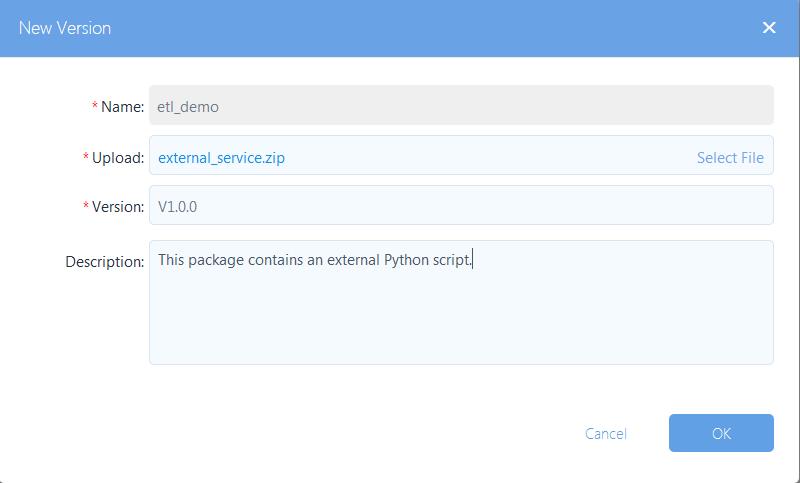 New Version
* Name: etl_demo
* Upload: external_service.zip Select File
* Version: V1.0.0
Description: This package contains an external Python script.
Cancel OK